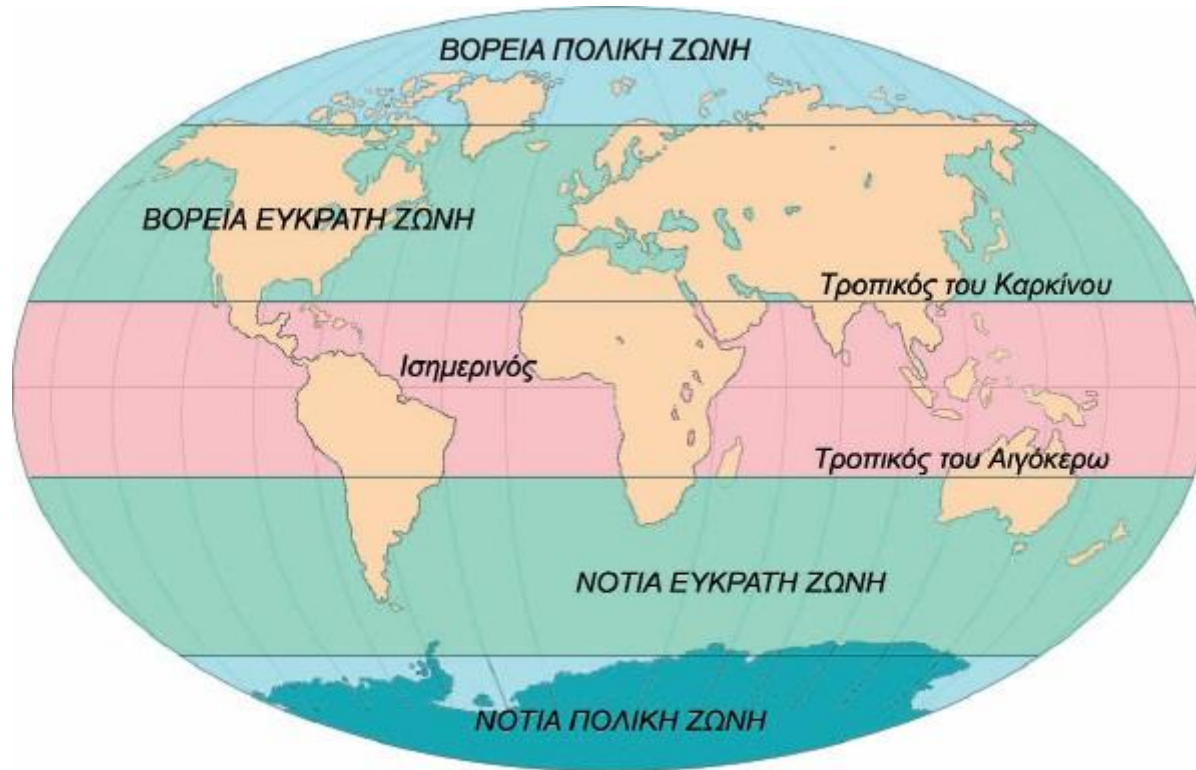 ΒΟΡΕΙΑ ΠΟΛΙΚΗ ΖΩΝΗ
ΒΟΡΕΙΑ ΕΥΚΡΑΤΗ ΖΩΝΗ
Τροπικός του Καρκίνου
Ισημερινός
Τροπικός του Αιγόκερω
ΝΟΤΙΑ ΕΥΚΡΑΤΗ ΖΩΝΗ
ΝΟΤΙΑ ΠΟΛΙΚΗ ΖΩΝΗ